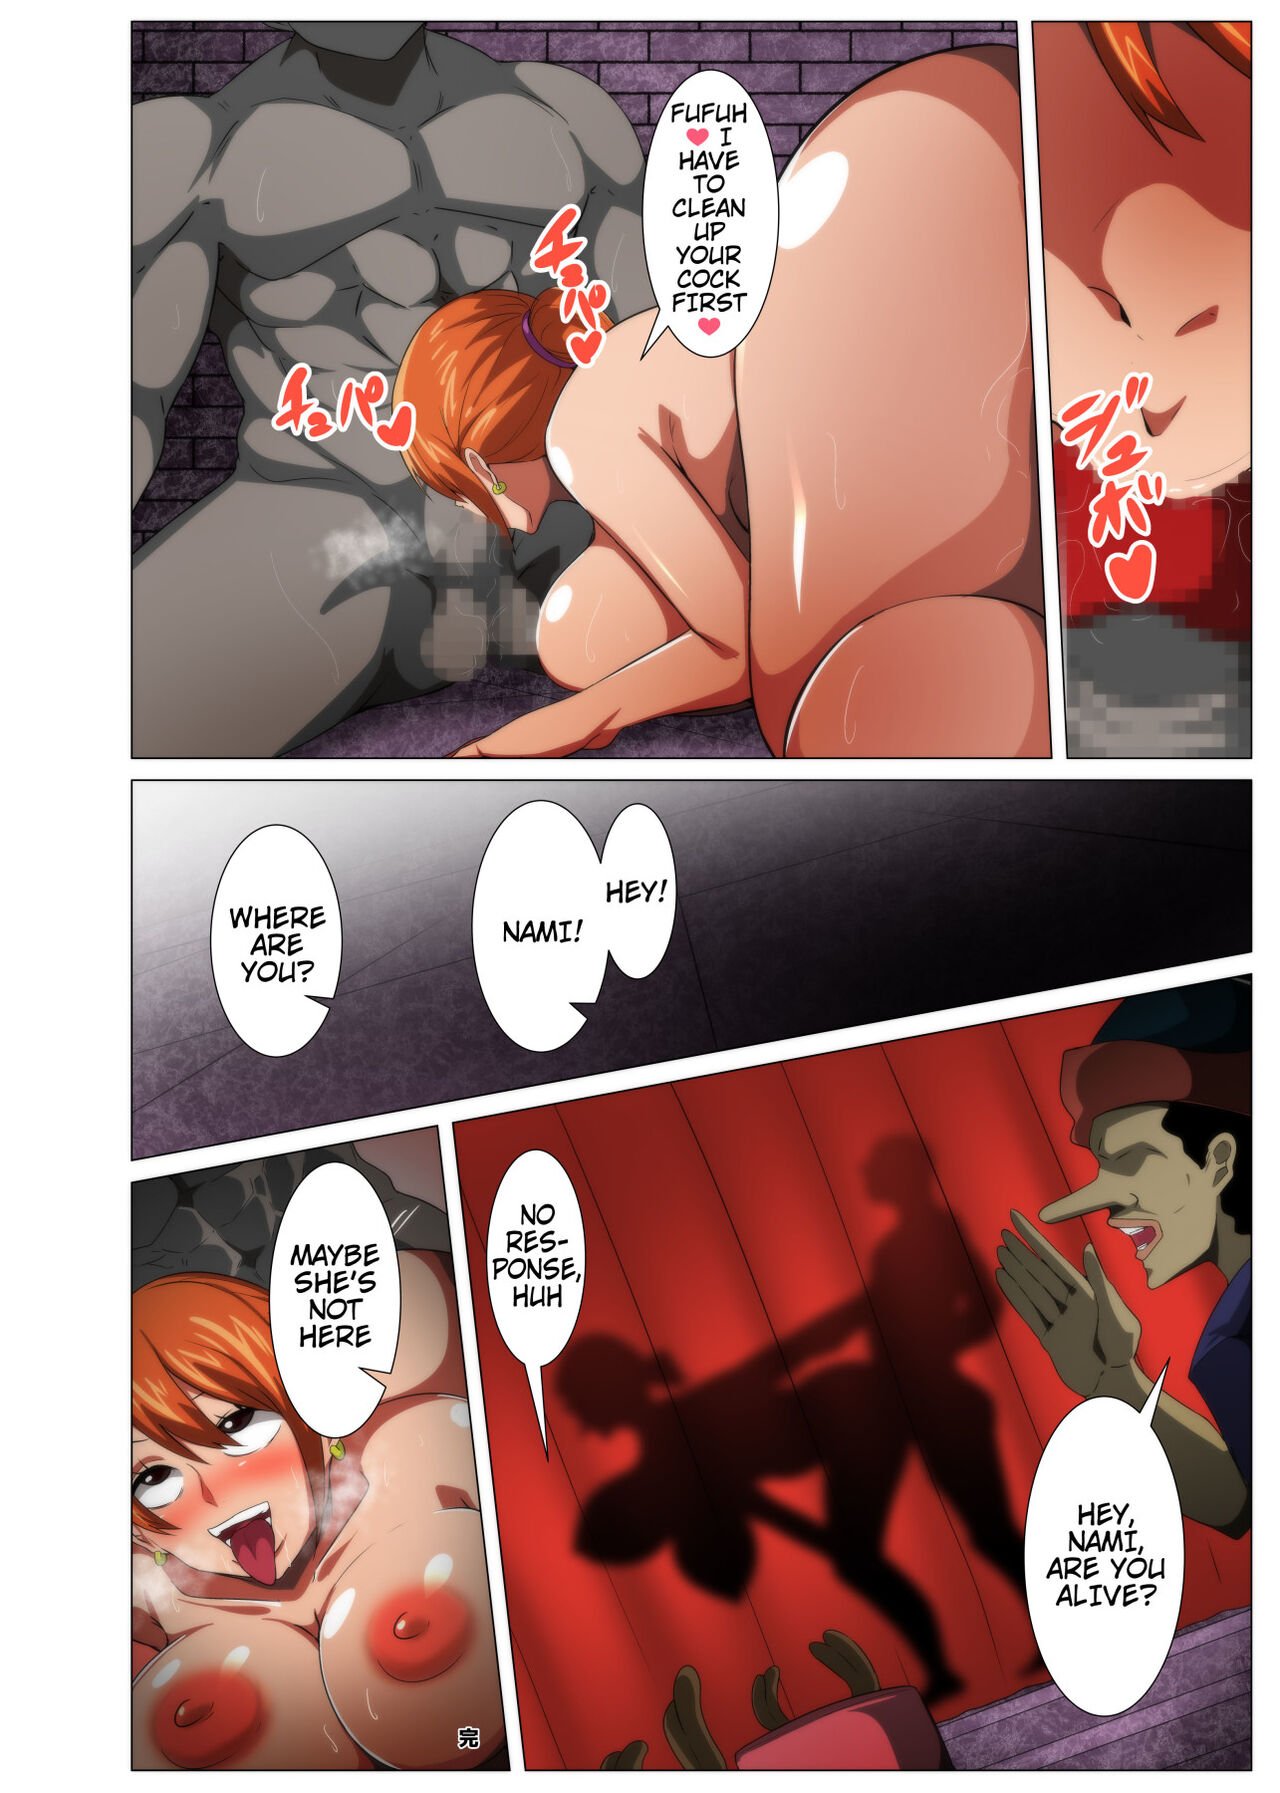 ジュボ
FUFUH
♥ I
HAVE
TO
CLEAN
UP
YOUR
COCK
FIRST
♥
チュパ
チュパ
HEY!
NAMI!
WHERE
ARE
YOU?
HEY,
NAMI,
ARE YOU
ALIVE?
NO
RES-
PONSE,
HUH
MAYBE
SHE'S
NOT
HERE
完